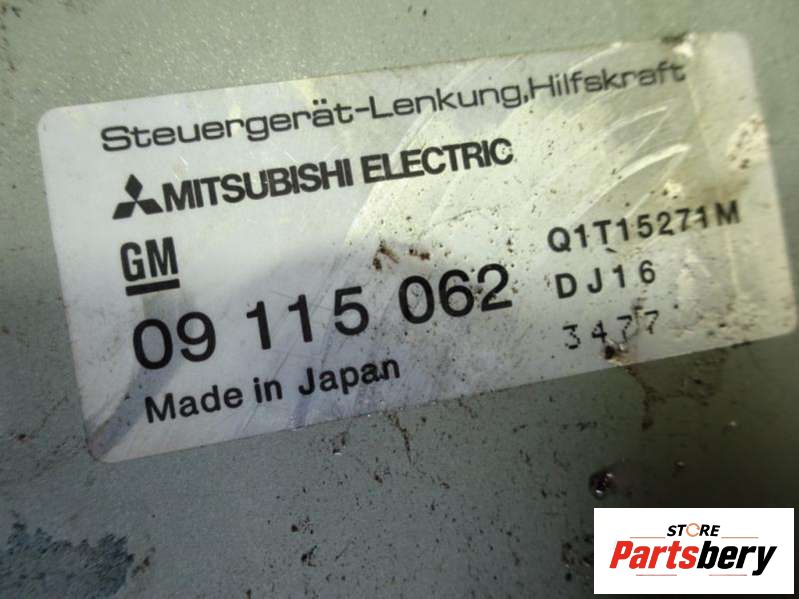 Steuergerät-Lenkung,Hilfskraft
MITSUBISHI ELECTRIC
GM
09 115 062
Q1T15271M
DJ16
3477
Made in Japan
STORE
Partsbery